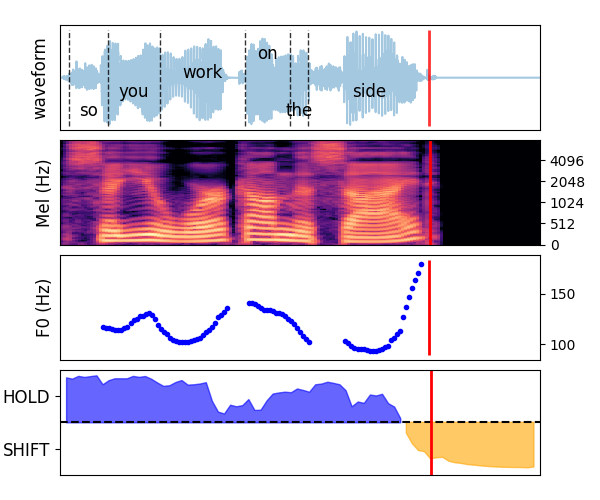 waveform
so
you
work
on
the
side
Mel (Hz)
4096
2048
1024
512
0
F0 (Hz)
150
100
HOLD
SHIFT